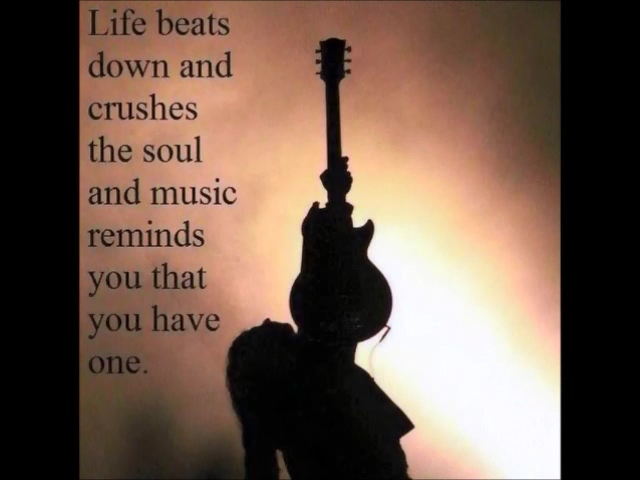 Life beats
down and
crushes
the soul
and music
reminds
you that
you have
one.